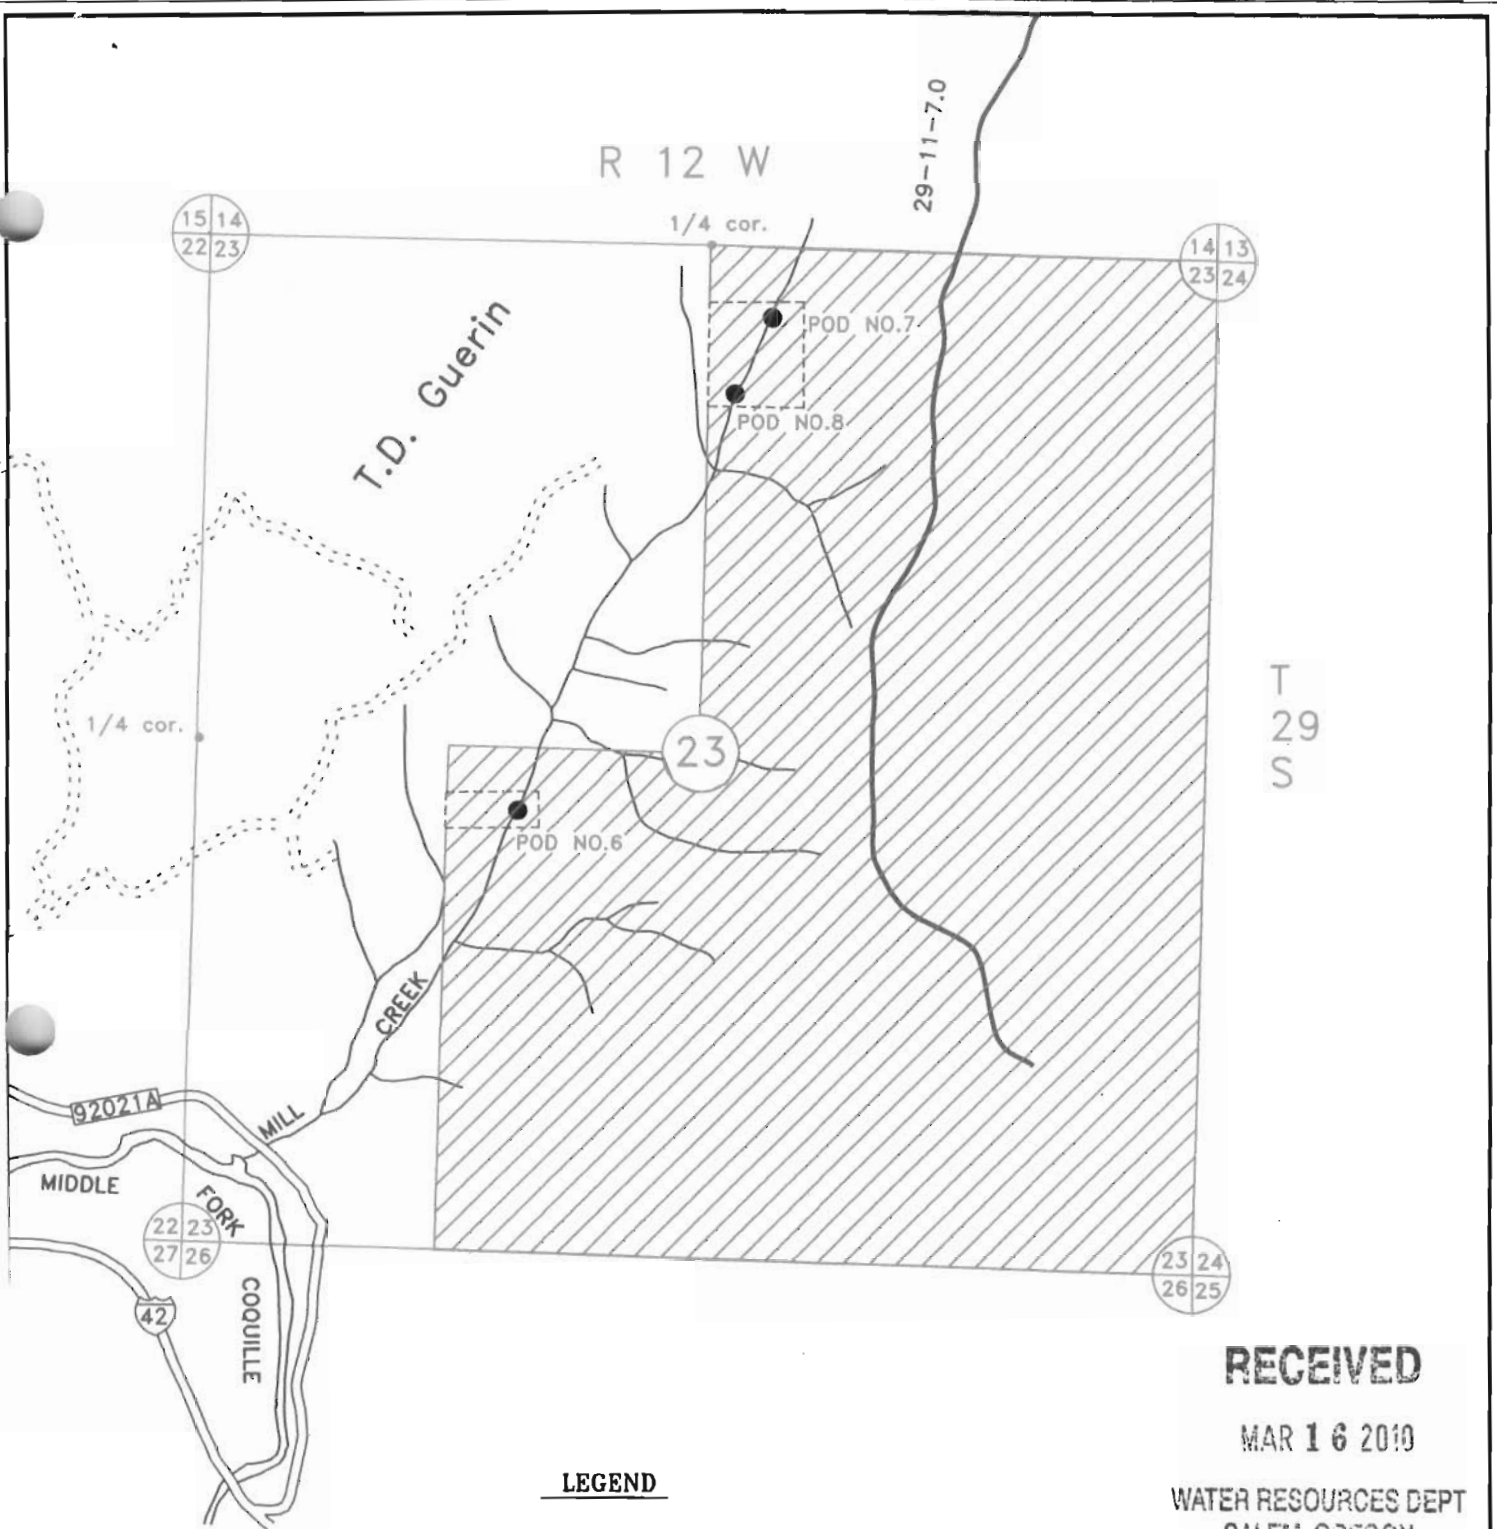 29-11-7.0
R 12 W
1/4 cor.
15 14
22 23
14 13
23 24
T.D. Guerin
POD NO.7
POD NO.8
T
29
S
1/4 cor.
23
POD NO.6
CREEK
MILL
92021A
MIDDLE
FORK
COQUILLE
22 23
27 26
42
23 24
26 25
RECEIVED
MAR 16 2010
WATER RESOURCES DEPT
SALEM, OREGON
LEGEND